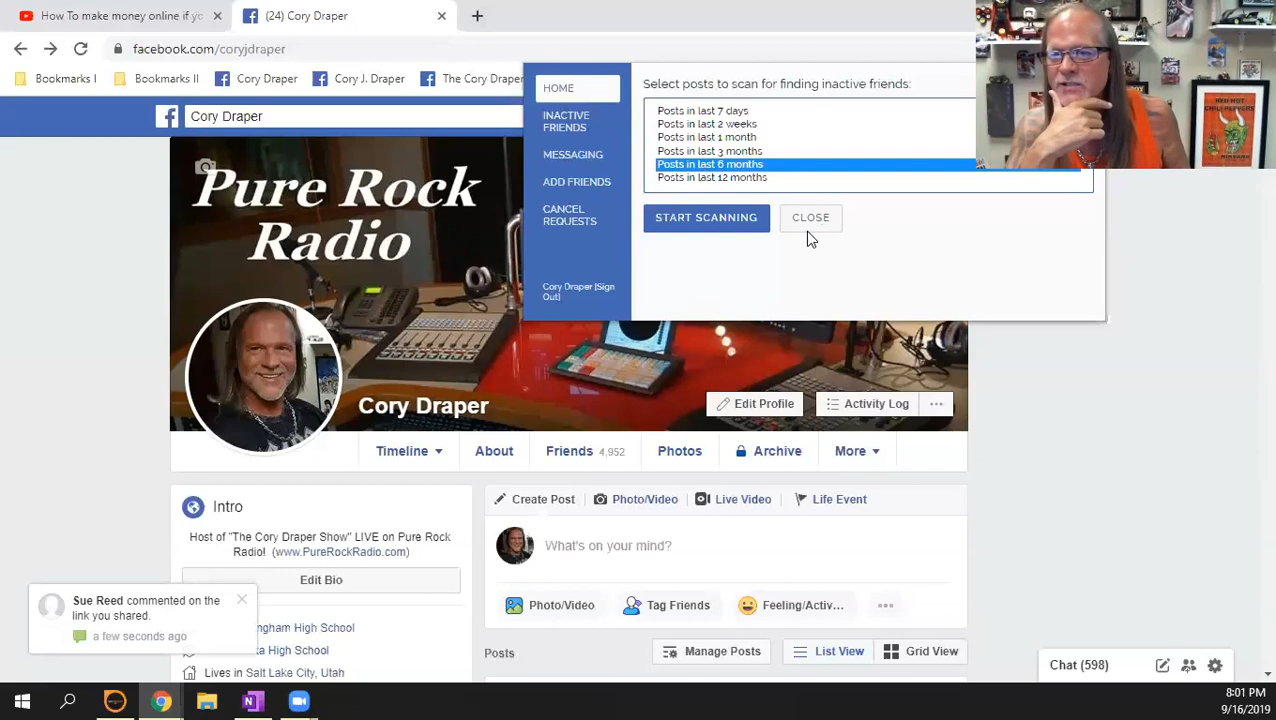 How To make money online if yo
(24) Cory Draper
facebook.com/coryjdraper
Bookmarks I
Bookmarks II
Cory Draper
Cory J. Draper
The Cory Draper
Cory Draper
HOME
INACTIVE
FRIENDS
MESSAGING
ADD FRIENDS
CANCEL
REQUESTS
Cory Draper [Sign
Out]
Select posts to scan for finding inactive friends:
Posts in last 7 days
Posts in last 2 weeks
Posts in last 1 month
Posts in last 3 months
Posts in last 6 months
Posts in last 12 months
START SCANNING
CLOSE
RED HOT
CHILI PEPPERS
Pure Rock
Radio
Cory Draper
Edit Profile
Activity Log
Timeline
About
Friends 4,952
Photos
Archive
More
Intro
Host of "The Cory Draper Show" LIVE on Pure Rock
Radio! (www.PureRockRadio.com)
Edit Bio
ingham High School
ta High School
Lives in Salt Lake City, Utah
Create Post
Photo/Video
Live Video
Life Event
What's on your mind?
Photo/Video
Tag Friends
Feeling/Activ...
Posts
Manage Posts
List View
Grid View
Sue Reed commented on the
link you shared.
a few seconds ago
Chat (598)
8:01 PM
9/16/2019